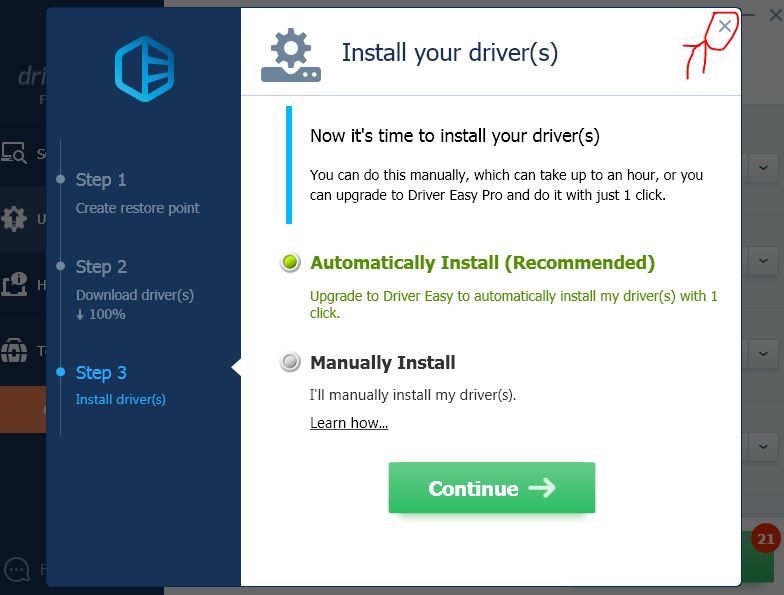 Install your driver(s)
Now it's time to install your driver(s)
You can do this manually, which can take up to an hour, or you
can upgrade to Driver Easy Pro and do it with just 1 click.
Step 1
Create restore point
Step 2
Download driver(s)
↓ 100%
Step 3
Install driver(s)
Automatically Install (Recommended)
Upgrade to Driver Easy to automatically install my driver(s) with 1
click.
Manually Install
I'll manually install my driver(s).
Learn how...
Continue
21